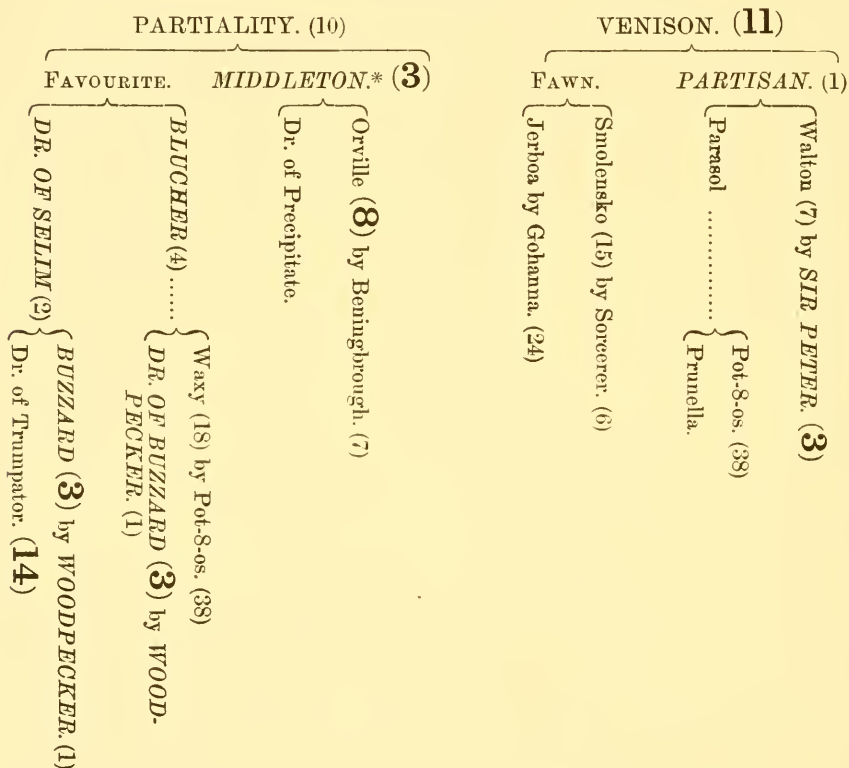 PARTIALITY. (10)
FAVOURITE. MIDDLETON.* (3)
DR. OF SELIM (2)
BUZZARD (3) by WOODPECKER. (1)
Dr. of Trumpator. (14)
BLUCHER (4) ......
Waxy (18) by Pot-8-os. (38)
DR. OF BUZZARD (3) by WOOD-
PECKER. (1)
Orville (8) by Beningbrough. (7)
Dr. of Precipitate.
VENISON. (11)
FAWN. PARTISAN. (1)
Smolensko (15) by Sorcerer. (6)
Jerboa by Gohanna. (24)
Walton (7) by SIR PETER. (3)
Parasol ............
Pot-8-os. (38)
Prunella.